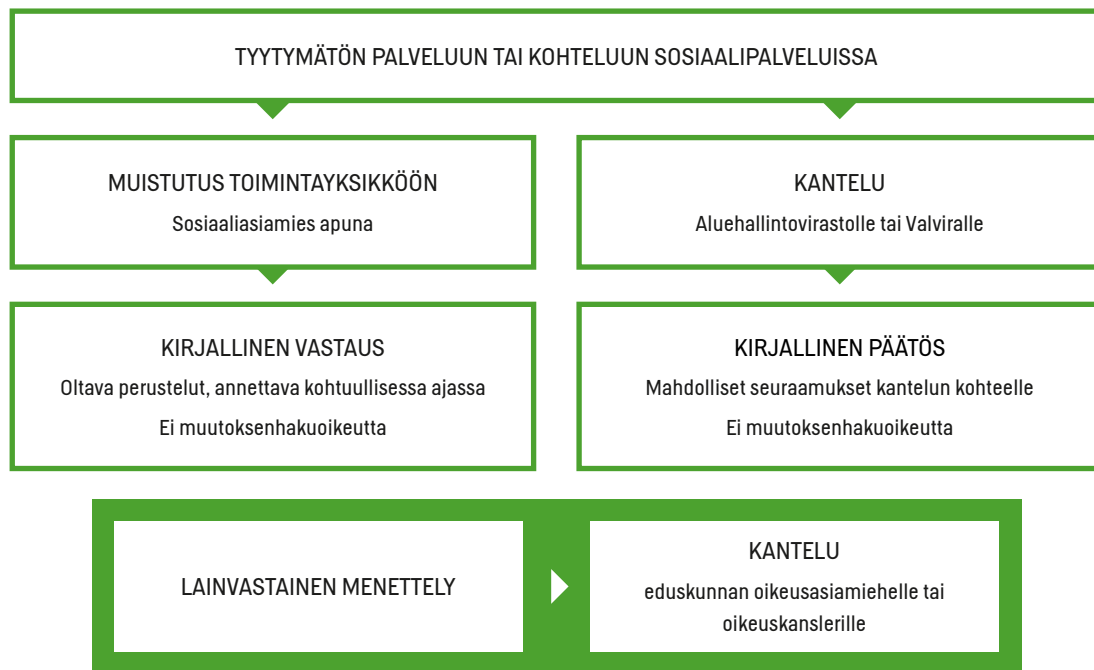 TYYTYMÄTÖN PALVELUUN TAI KOHTELUUN SOSIAALIPALVELUISSA
MUISTUTUS TOIMINTAYKSIKKÖÖN
Sosiaaliasiamies apuna
KANTELU
Aluehallintovirastolle tai Valviralle
KIRJALLINEN VASTAUS
Oltava perustelut, annettava kohtuullisessa ajassa
Ei muutoksenhakuoikeutta
KIRJALLINEN PÄÄTÖS
Mahdolliset seuraamukset kantelun kohteelle
Ei muutoksenhakuoikeutta
LAINVASTAINEN MENETTELY
KANTELU
eduskunnan oikeusasiamiehelle tai
oikeuskanslerille